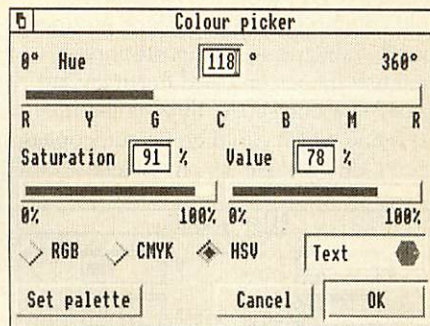 Colour picker
0° Hue 118 ° 360°
R Y G C B M R
Saturation 91 % Value 78 %
0% 100% 0% 100%
RGB CMYK HSV Text
Set palette Cancel OK